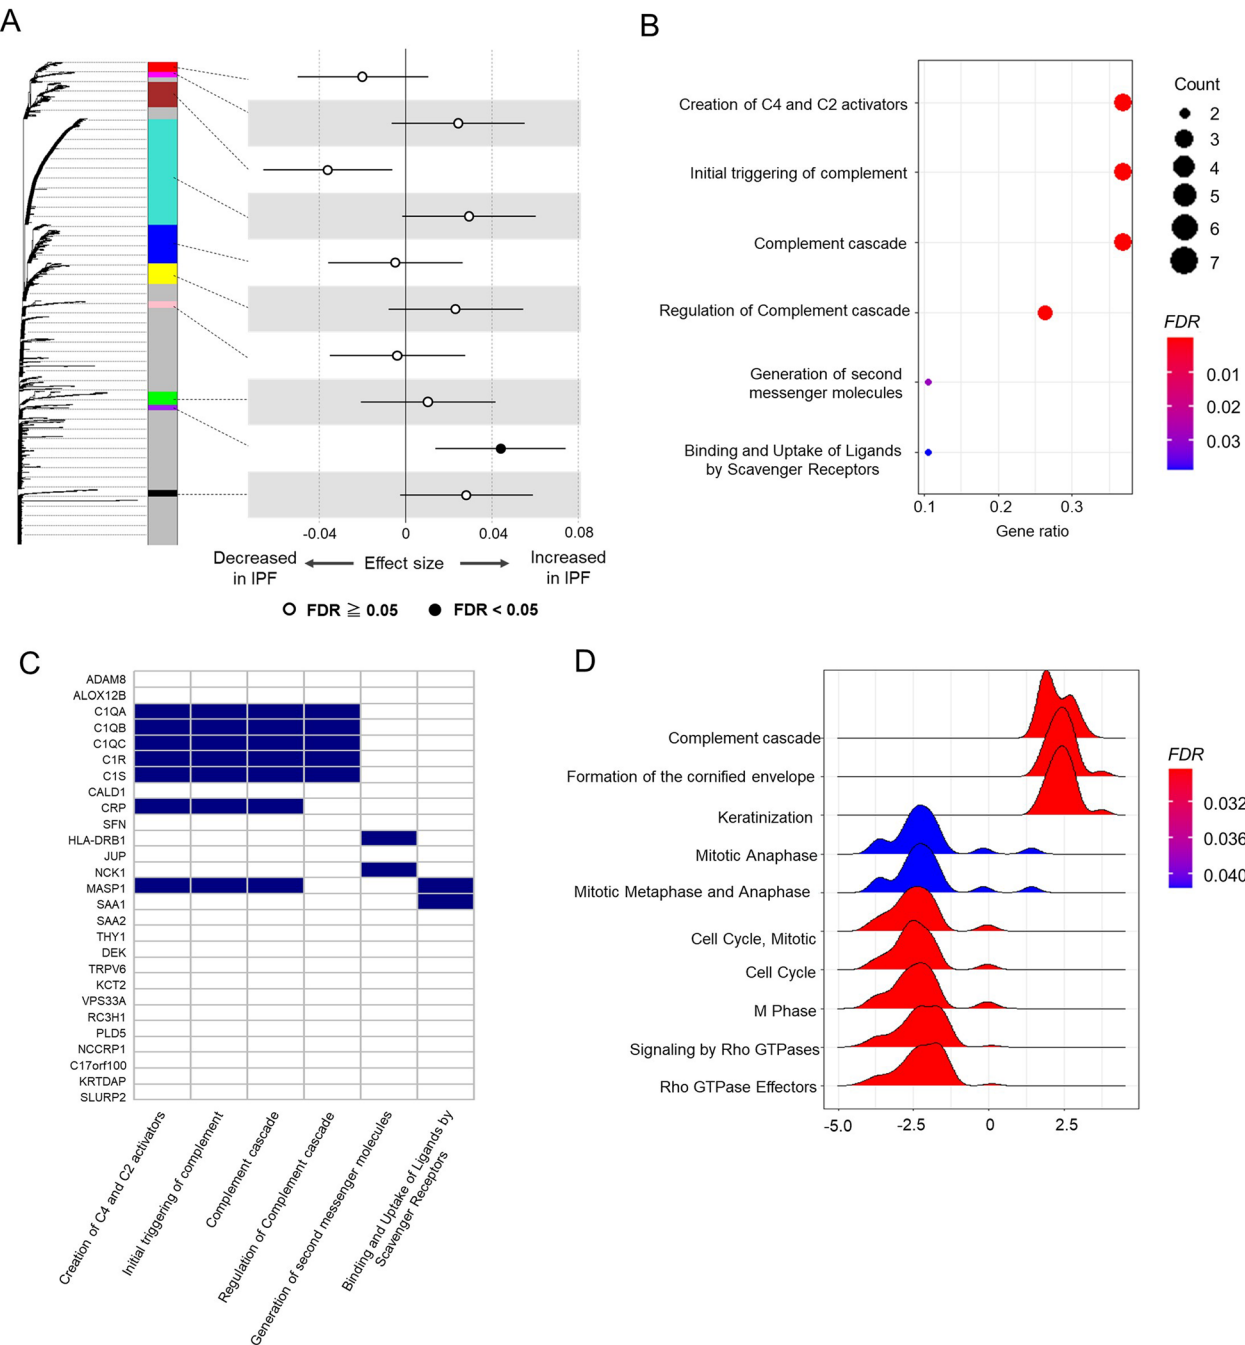 A
-0.04
0
0.04
0.08
Decreased
in IPF
Effect size
Increased
in IPF
FDR ≧ 0.05
FDR < 0.05
B
Creation of C4 and C2 activators
Initial triggering of complement
Complement cascade
Regulation of Complement cascade
Generation of second
messenger molecules
Binding and Uptake of Ligands
by Scavenger Receptors
0.1
0.2
0.3
Gene ratio
Count
2
3
4
5
6
7
FDR
0.01
0.02
0.03
C
ADAM8
ALOX12B
C1QA
C1QB
C1QC
C1R
C1S
CALD1
CRP
SFN
HLA-DRB1
JUP
NCK1
MASP1
SAA1
SAA2
THY1
DEK
TRPV6
KCT2
VPS33A
RC3H1
PLD5
NCCRP1
C17orf100
KRTDAP
SLURP2
Creation of C4 and C2 activators
Initial triggering of complement
Complement cascade
Regulation of Complement cascade
Generation of second messenger molecules
Binding and Uptake of Ligands by
Scavenger Receptors
D
Complement cascade
Formation of the cornified envelope
Keratinization
Mitotic Anaphase
Mitotic Metaphase and Anaphase
Cell Cycle, Mitotic
Cell Cycle
M Phase
Signaling by Rho GTPases
Rho GTPase Effectors
-5.0
-2.5
0
2.5
FDR
0.032
0.036
0.040